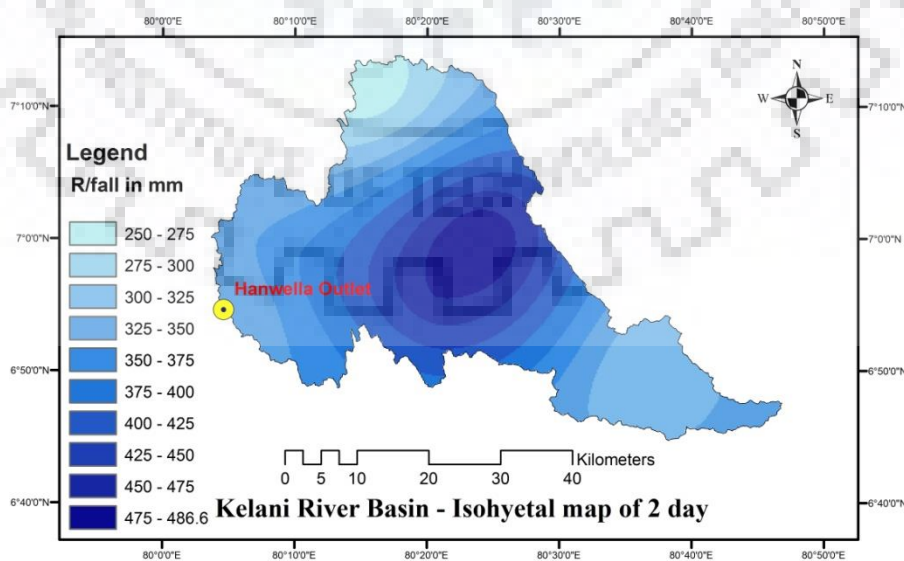 80°0'0"E 80°10'0"E 80°20'0"E 80°30'0"E 80°40'0"E 80°50'0"E
N
W E
S
7°10'0"N 7°10'0"N
Legend
R/fall in mm
250 - 275
7°0'0"N 7°0'0"N
275 - 300
Hanwella Outlet
300 - 325
325 - 350
350 - 375
6°50'0"N 6°50'0"N
375 - 400
400 - 425
425 - 450
Kilometers
450 - 475
0 5 10 20 30 40
475 - 486.6
6°40'0"N 6°40'0"N
Kelani River Basin - Isohyetal map of 2 day
80°0'0"E 80°10'0"E 80°20'0"E 80°30'0"E 80°40'0"E 80°50'0"E